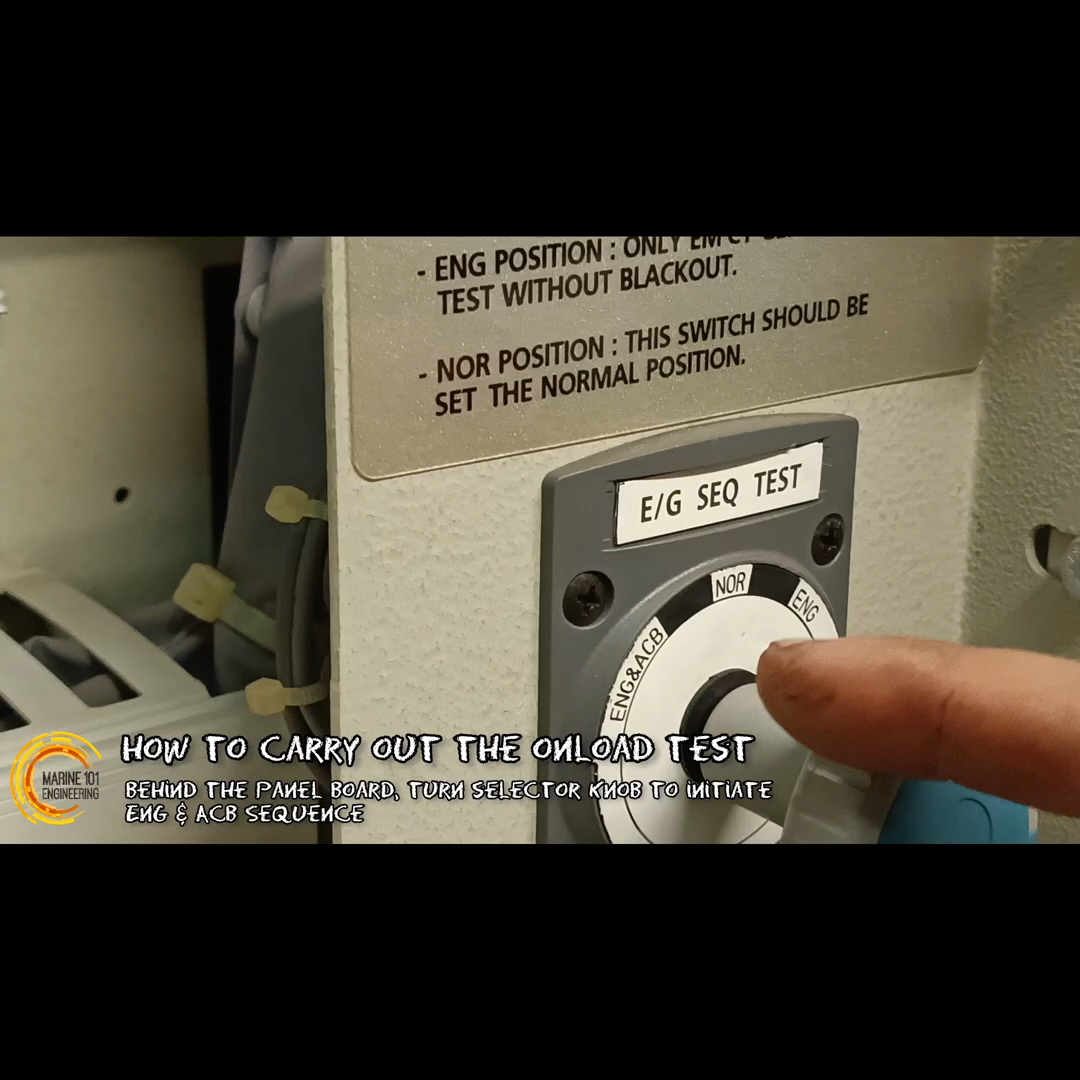 - ENG POSITION : ONLY
TEST WITHOUT BLACKOUT.
- NOR POSITION : THIS SWITCH SHOULD BE
SET THE NORMAL POSITION.
E/G SEQ TEST
NOR
ENG
ENG&ACB
HOW TO CARRY OUT THE ONLOAD TEST
MARINE 101
ENGINEERING
BEHIND THE PANEL BOARD, TURN SELECTOR KNOB TO INITIATE
ENG & ACB SEQUENCE